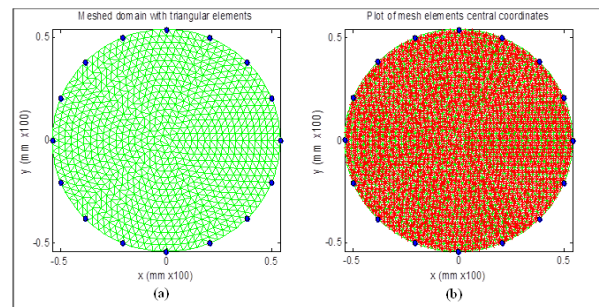 Meshed domain with triangular elements
0.5
0
-0.5
y (mm x100)
-0.5
0
0.5
x (mm x100)
(a)
Plot of mesh elements central coordinates
0.5
0
-0.5
y (mm x100)
-0.5
0
0.5
x (mm x100)
(b)